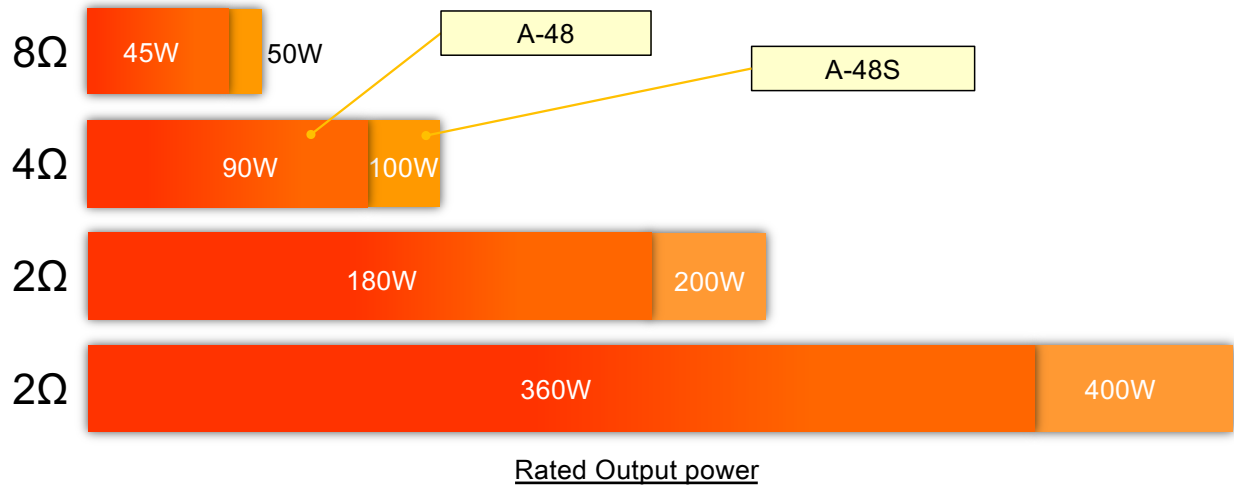 8Ω 45W 50W A-48
A-48S
4Ω 90W 100W
2Ω 180W 200W
2Ω 360W 400W
Rated Output power